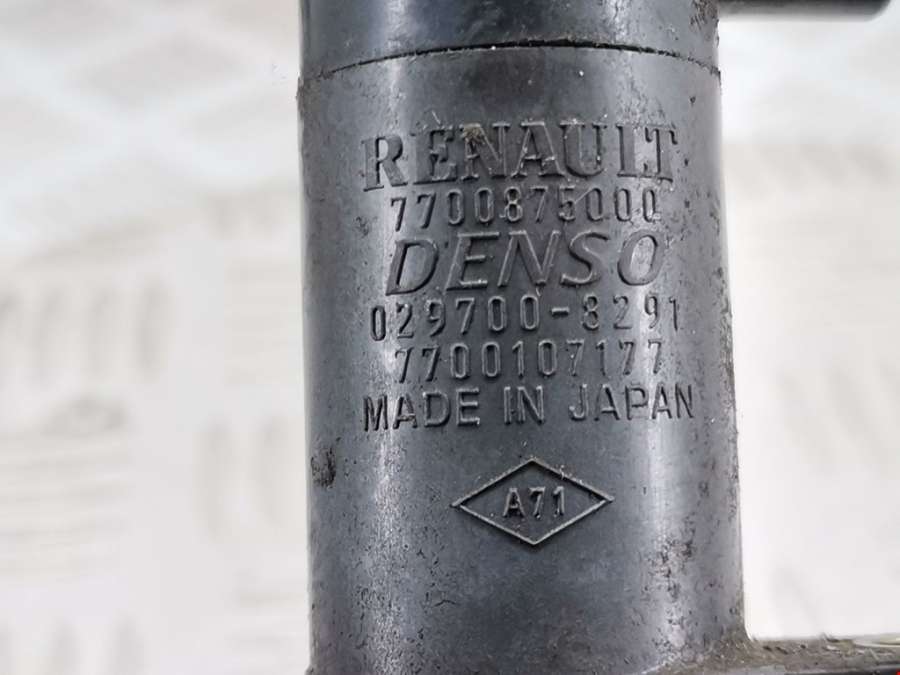 RENAULT
7700875000
DENSO
029700-8291
7700107177
MADE IN JAPAN
A71